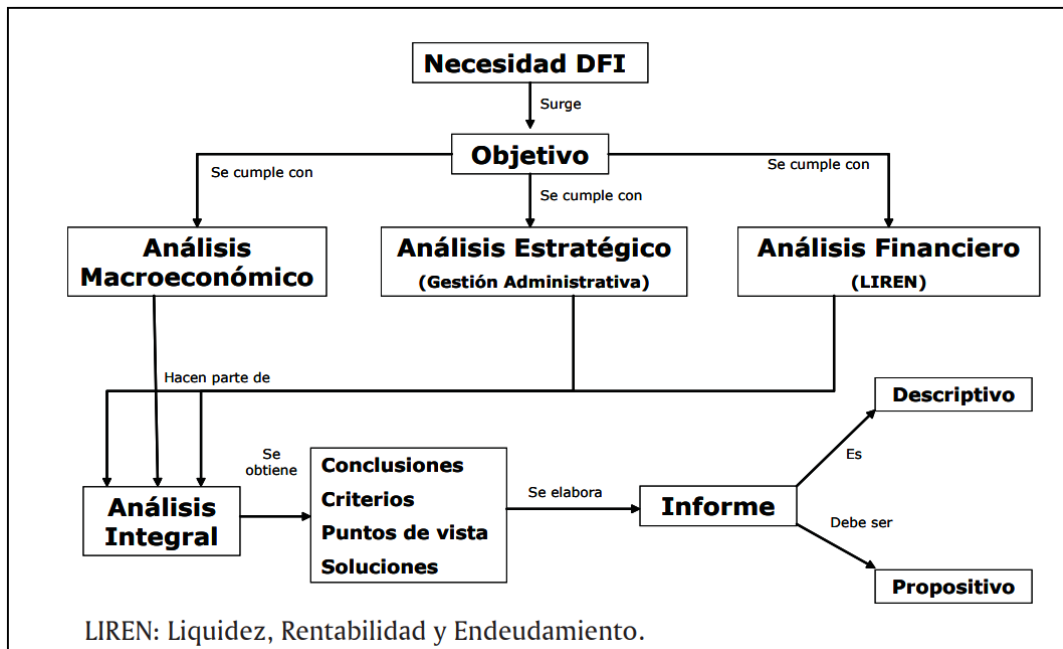 Necesidad DFI
Surge
Objetivo
Se cumple con
Se cumple con
Se cumple con
Análisis
Macroeconómico
Análisis Estratégico
(Gestión Administrativa)
Análisis Financiero
(LIREN)
Hacen parte de
Descriptivo
Se
obtiene
Conclusiones
Criterios
Puntos de vista
Soluciones
Se elabora
Es
Análisis
Integral
Informe
Debe ser
Propositivo
LIREN: Liquidez, Rentabilidad y Endeudamiento.